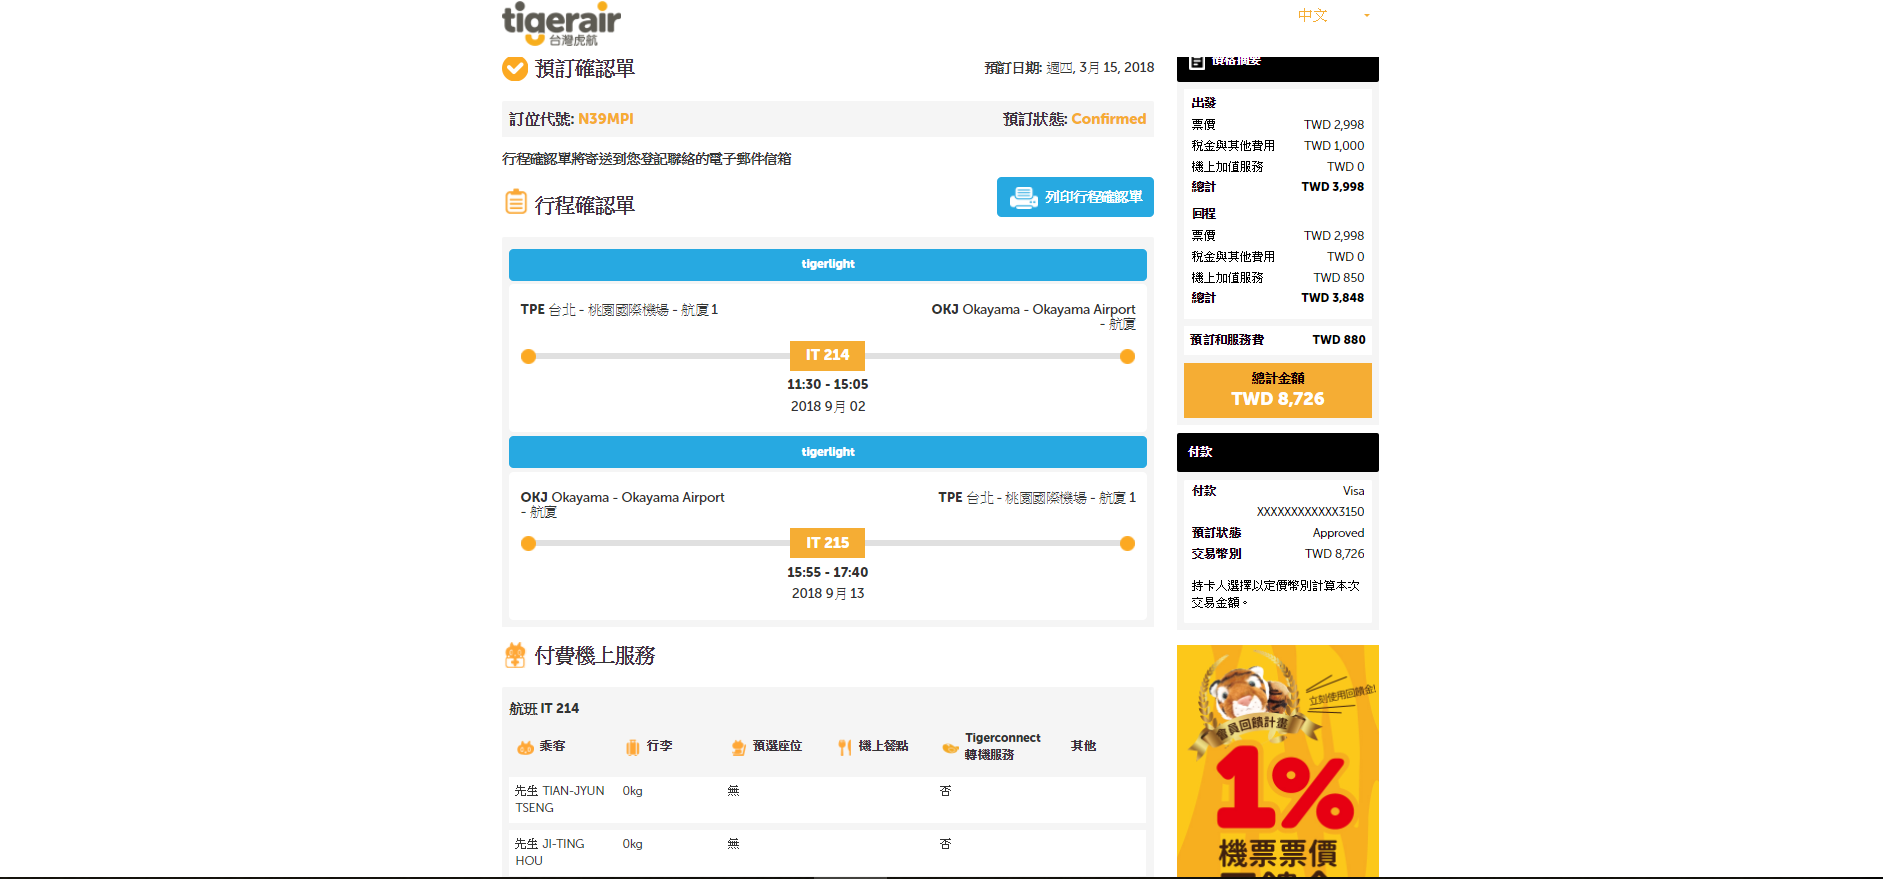 tigerair
台灣虎航
中文
預訂確認單
預訂日期: 週四, 3月 15, 2018
訂位代號: N39MPI
預訂狀態: Confirmed
行程確認單將寄送到您登記聯絡的電子郵件信箱
行程確認單
列印行程確認單
tigerlight
TPE 台北 - 桃園國際機場 - 航廈 1
OKJ Okayama - Okayama Airport
- 航廈
IT 214
11:30 - 15:05
2018 9月 02
tigerlight
OKJ Okayama - Okayama Airport
- 航廈
TPE 台北 - 桃園國際機場 - 航廈 1
IT 215
15:55 - 17:40
2018 9月 13
付費機上服務
航班 IT 214
乘客
行李
預選座位
機上餐點
Tigerconnect
轉機服務
其他
先生 TIAN-JYUN
TSENG
0kg
無
否
先生 JI-TING
HOU
0kg
無
否
價格摘要
出發
票價 TWD 2,998
稅金與其他費用 TWD 1,000
機上加值服務 TWD 0
總計 TWD 3,998
回程
票價 TWD 2,998
稅金與其他費用 TWD 0
機上加值服務 TWD 850
總計 TWD 3,848
預訂和服務費 TWD 880
總計金額
TWD 8,726
付款
付款 Visa
XXXXXXXXXXXX3150
預訂狀態 Approved
交易幣別 TWD 8,726
持卡人選擇以定價幣別計算本次
交易金額。
立刻使用回饋金!
會員回饋計畫
1%
機票票價